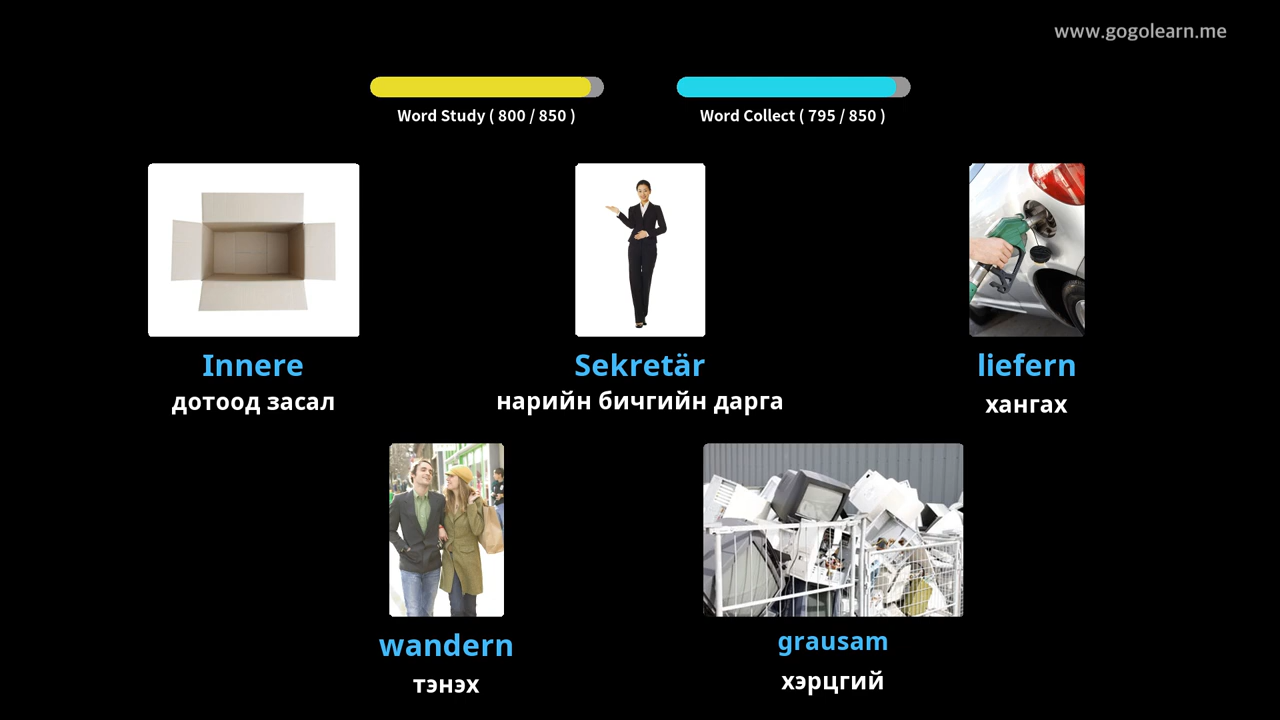 www.gogolearn.me
Word Study ( 800 / 850 )
Word Collect ( 795 / 850 )
Innere
дотоод засал
Sekretär
нарийн бичгийн дарга
liefern
хангах
wandern
тэнэх
grausam
хэрцгий